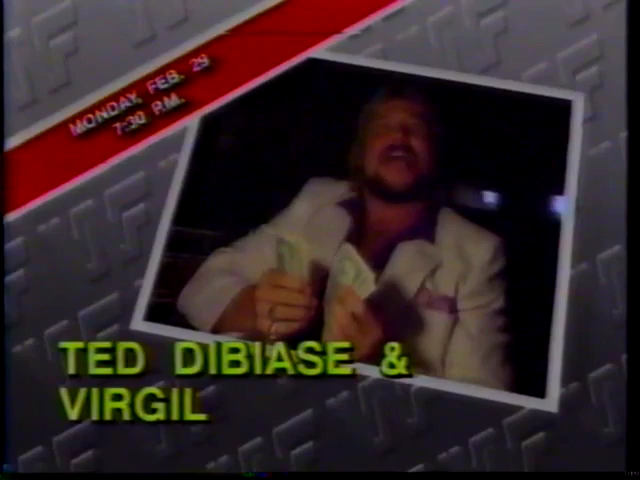 MONDAY, FEB. 29
7:30 P.M.
TED DIBIASE &
VIRGIL